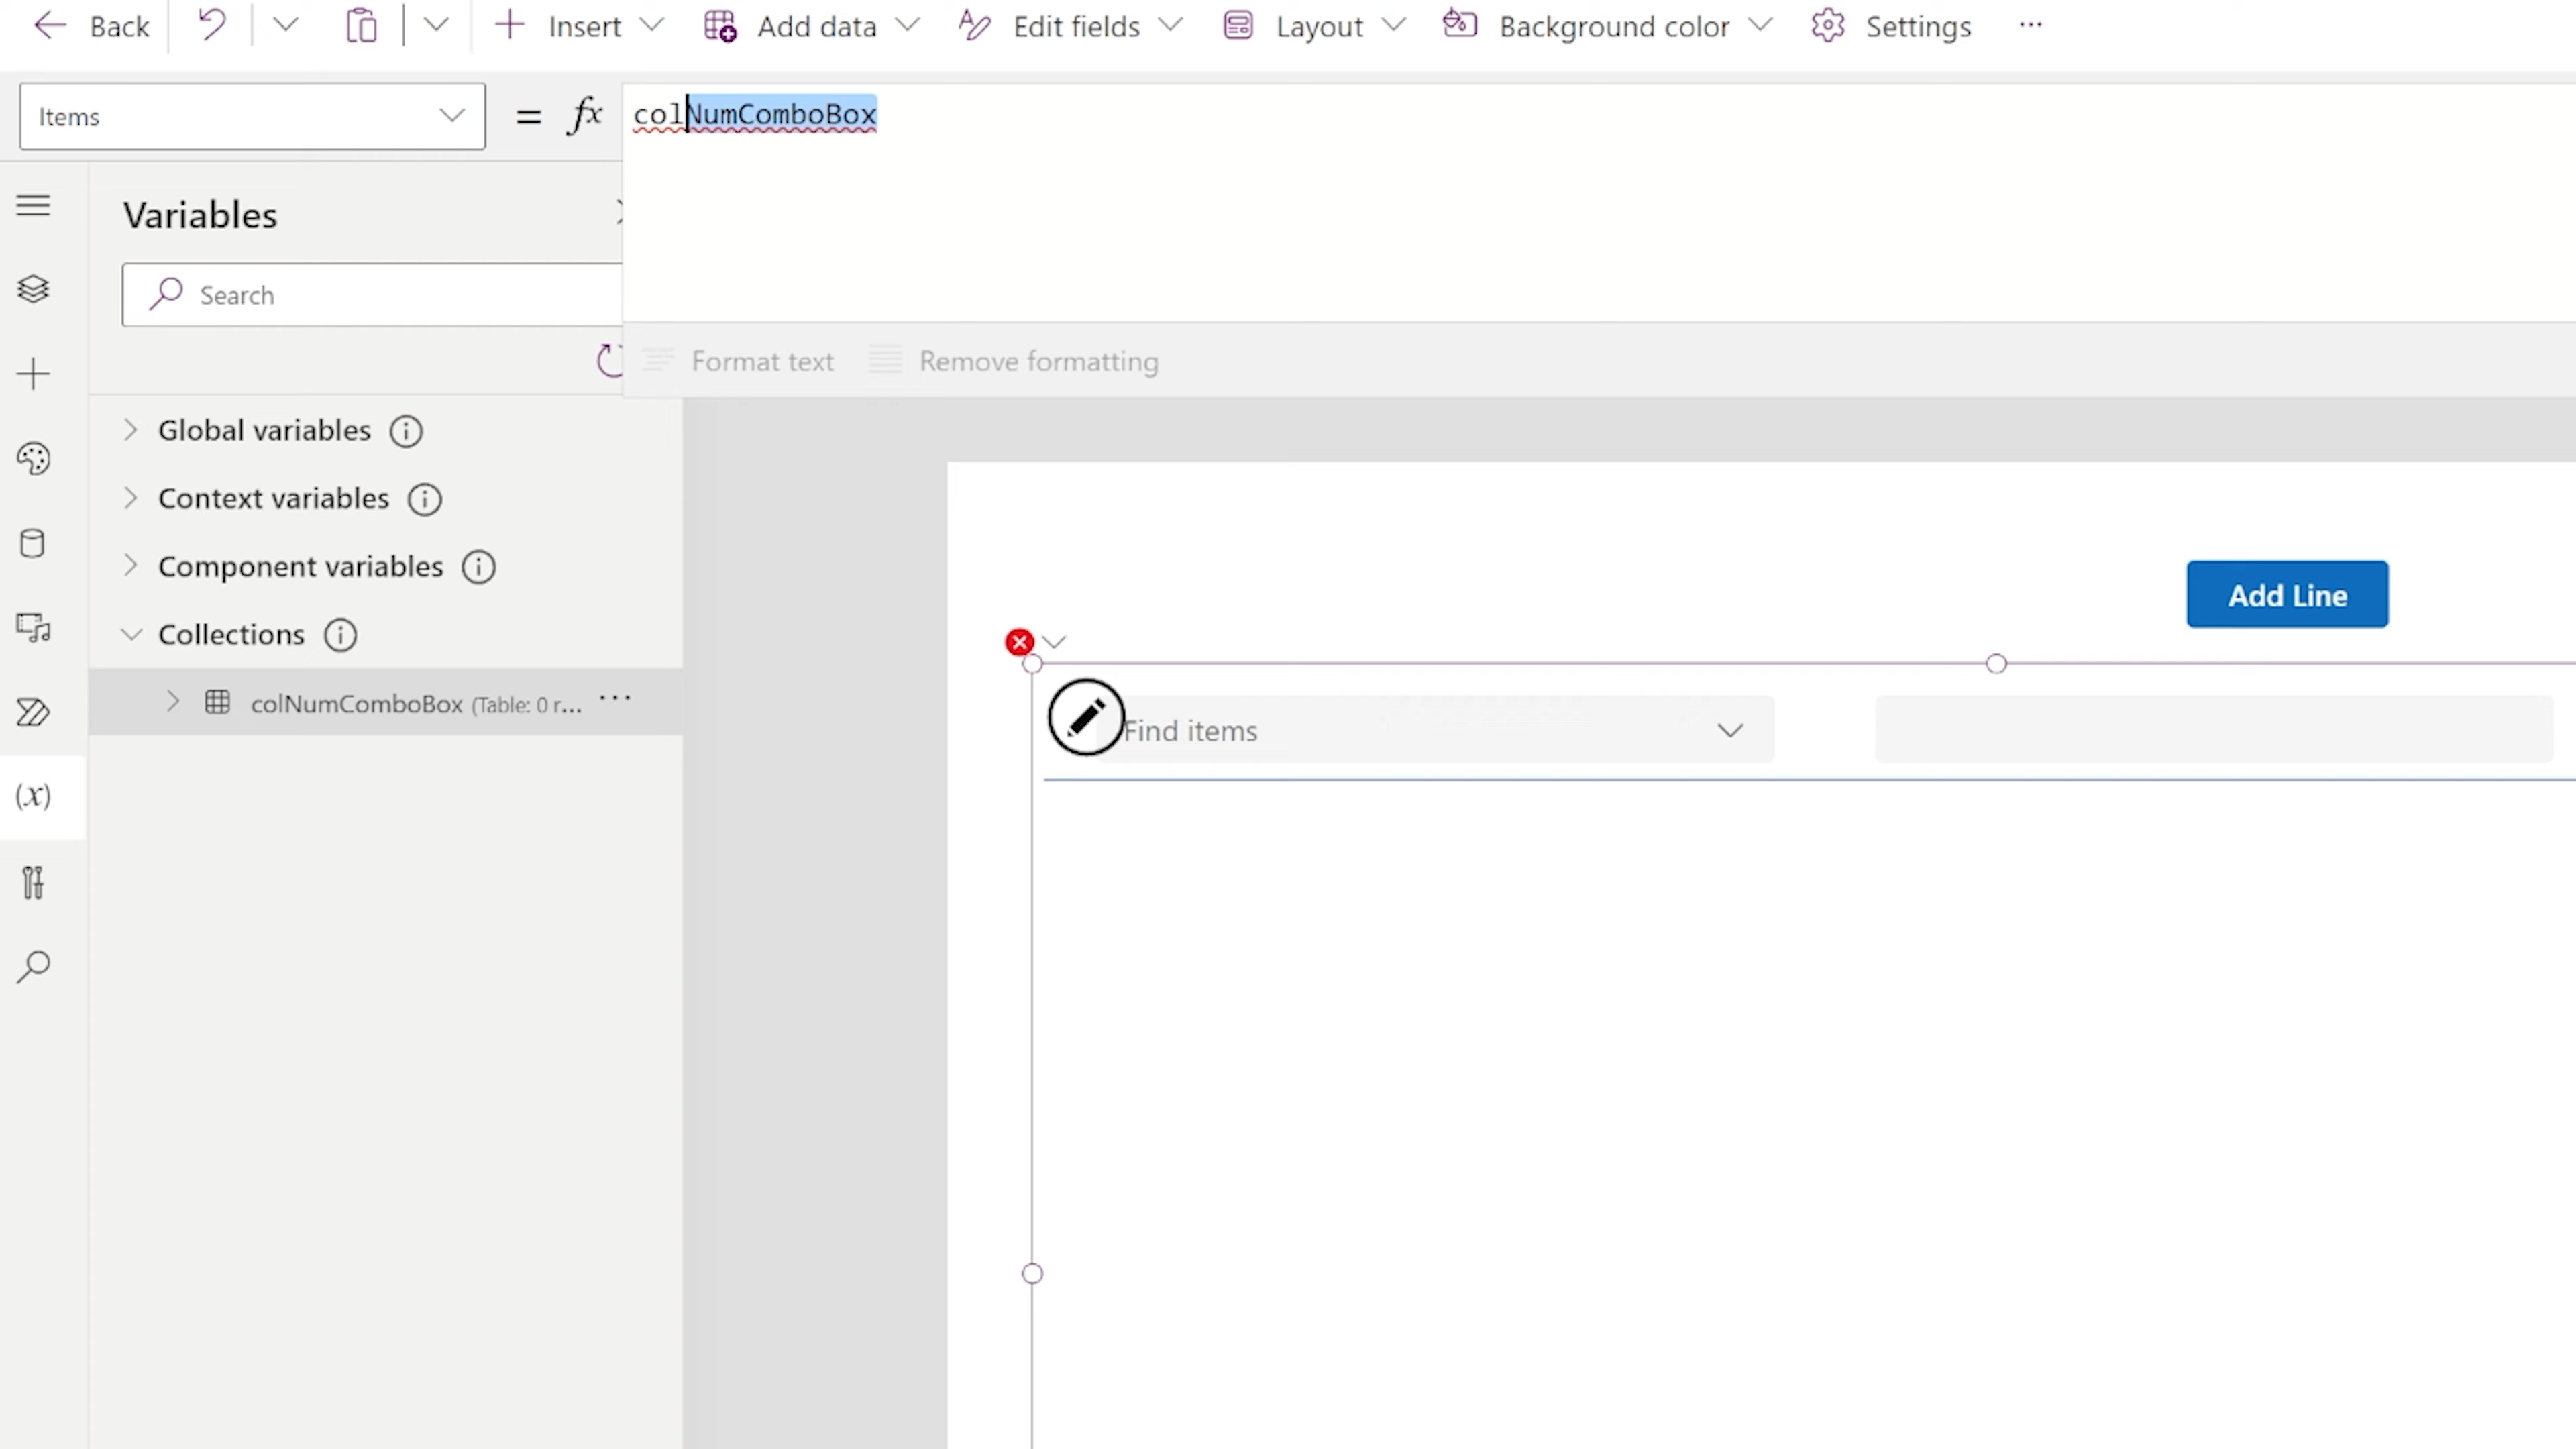 Back Insert Add data Edit fields Layout Background color Settings ...
Items = fx colNumComboBox
Variables
Search
Format text Remove formatting
Global variables
Context variables
Component variables
Collections
colNumComboBox (Table: 0 r... ...
(x)
Add Line
Find items